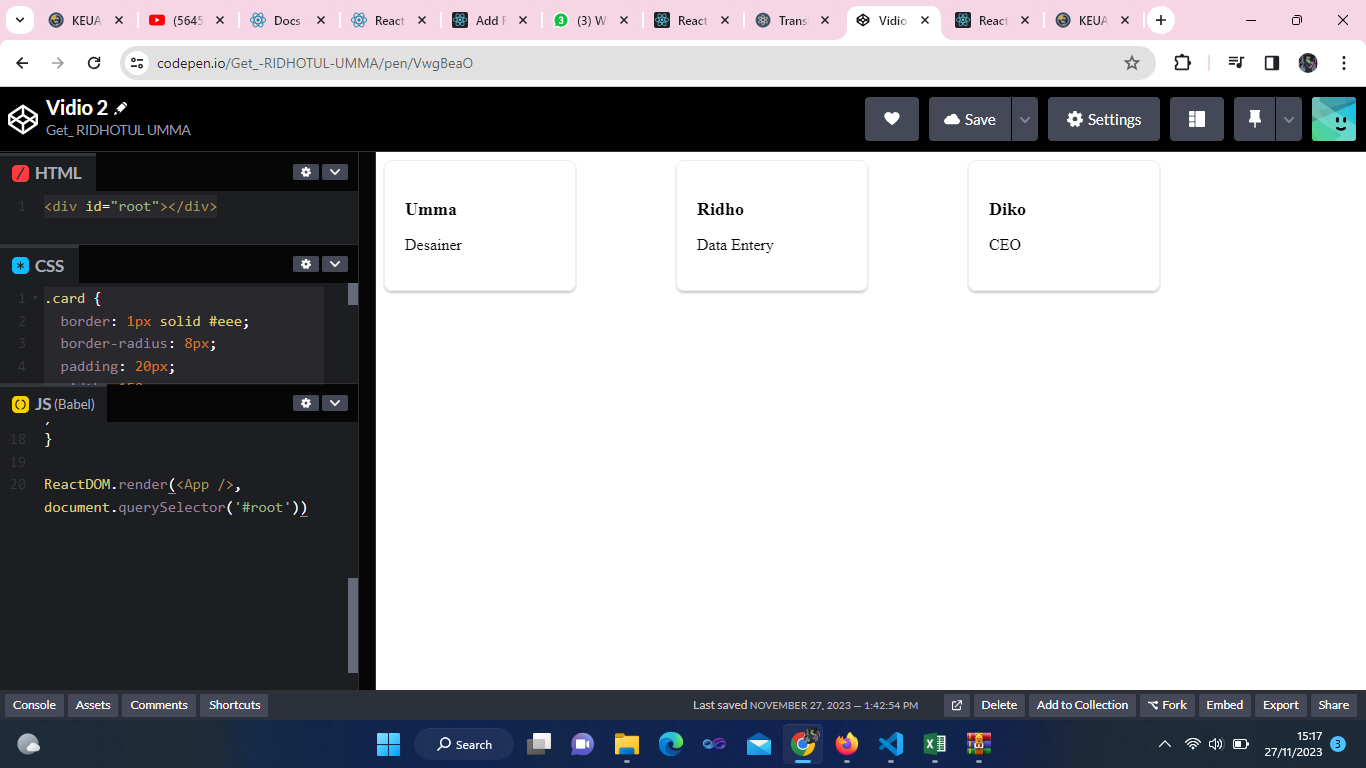 KEUA
(5645
Docs
React
Add F
(3) W
React
Trans
Vidio
React
KEUA
codepen.io/Get_-RIDHOTUL-UMMA/pen/VwgBeaO
Vidio 2
Get_ RIDHOTUL UMMA
Save
Settings
HTML
1 <div id="root"></div>
CSS
1 .card {
2 border: 1px solid #eee;
3 border-radius: 8px;
4 padding: 20px;
JS (Babel)
18 }
19
20 ReactDOM.render(<App />,
document.querySelector('#root'))
Umma
Desainer
Ridho
Data Entery
Diko
CEO
Console
Assets
Comments
Shortcuts
Last saved NOVEMBER 27, 2023 — 1:42:54 PM
Delete
Add to Collection
Fork
Embed
Export
Share
Search
15:17
27/11/2023
3